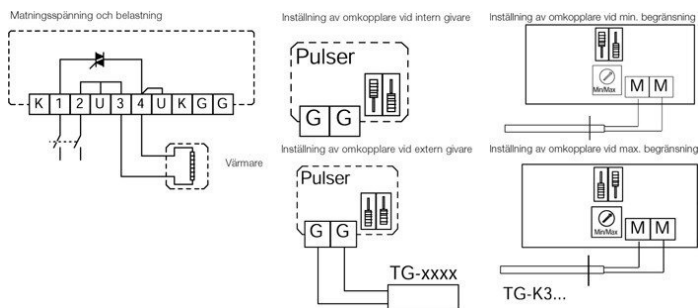 Matningsspänning och belastning
K 1 2 U 3 4 U K G G
Värmare
Inställning av omkopplare vid intern givare
Pulser
G G
Inställning av omkopplare vid extern givare
Pulser
G G
TG-xxxx
Inställning av omkopplare vid min. begränsning
Min/Max
M M
Inställning av omkopplare vid max. begränsning
Min/Max
M M
TG-K3...